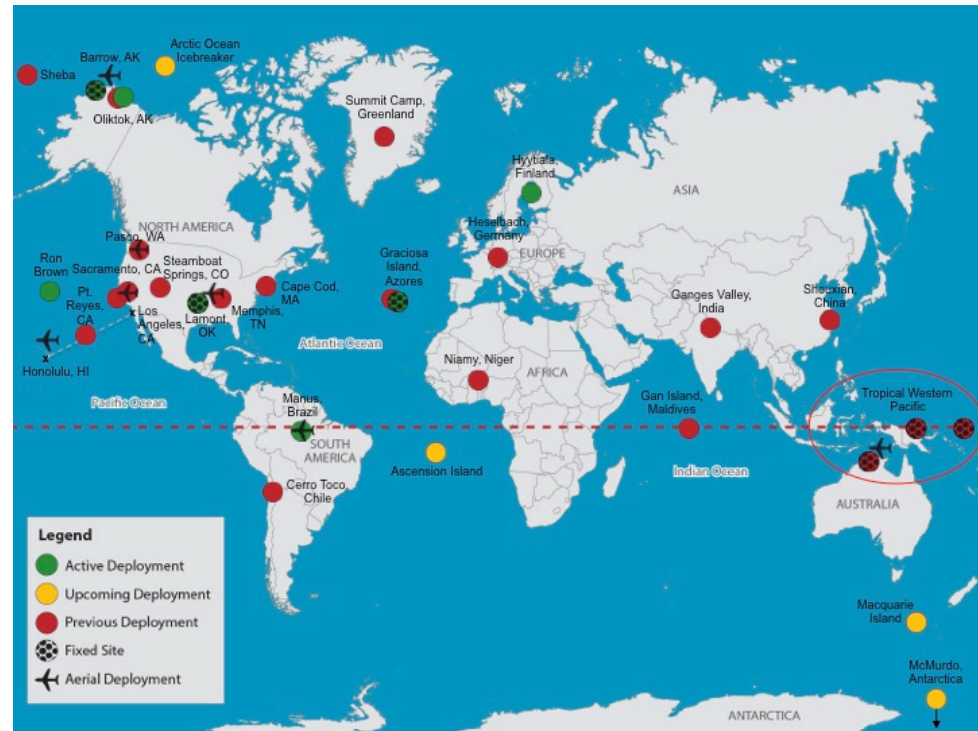 Arctic Ocean
Icebreaker
Barrow, AK
Sheba
Oliktok, AK
Summit Camp,
Greenland
Hyytiala,
Finland
ASIA
NORTH AMERICA
Pasco, WA
Heselbach,
Germany
EUROPE
Ron
Brown
Sacramento, CA
Steamboat
Springs, CO
Graciosa
Island,
Azores
Pt.
Reyes,
CA
Cape Cod,
MA
Los
Angeles,
CA
Lamont,
OK
Memphis,
TN
Ganges Valley,
India
Shouxian,
China
Atlantic Ocean
x
x
Honolulu, HI
Niamy, Niger
AFRICA
Pacific Ocean
Manus,
Brazil
Gan Island,
Maldives
Tropical Western
Pacific
SOUTH
AMERICA
Ascension Island
Indian Ocean
Cerro Toco,
Chile
AUSTRALIA
Legend
Active Deployment
Upcoming Deployment
Previous Deployment
Fixed Site
Aerial Deployment
Macquarie
Island
McMurdo,
Antarctica
ANTARCTICA